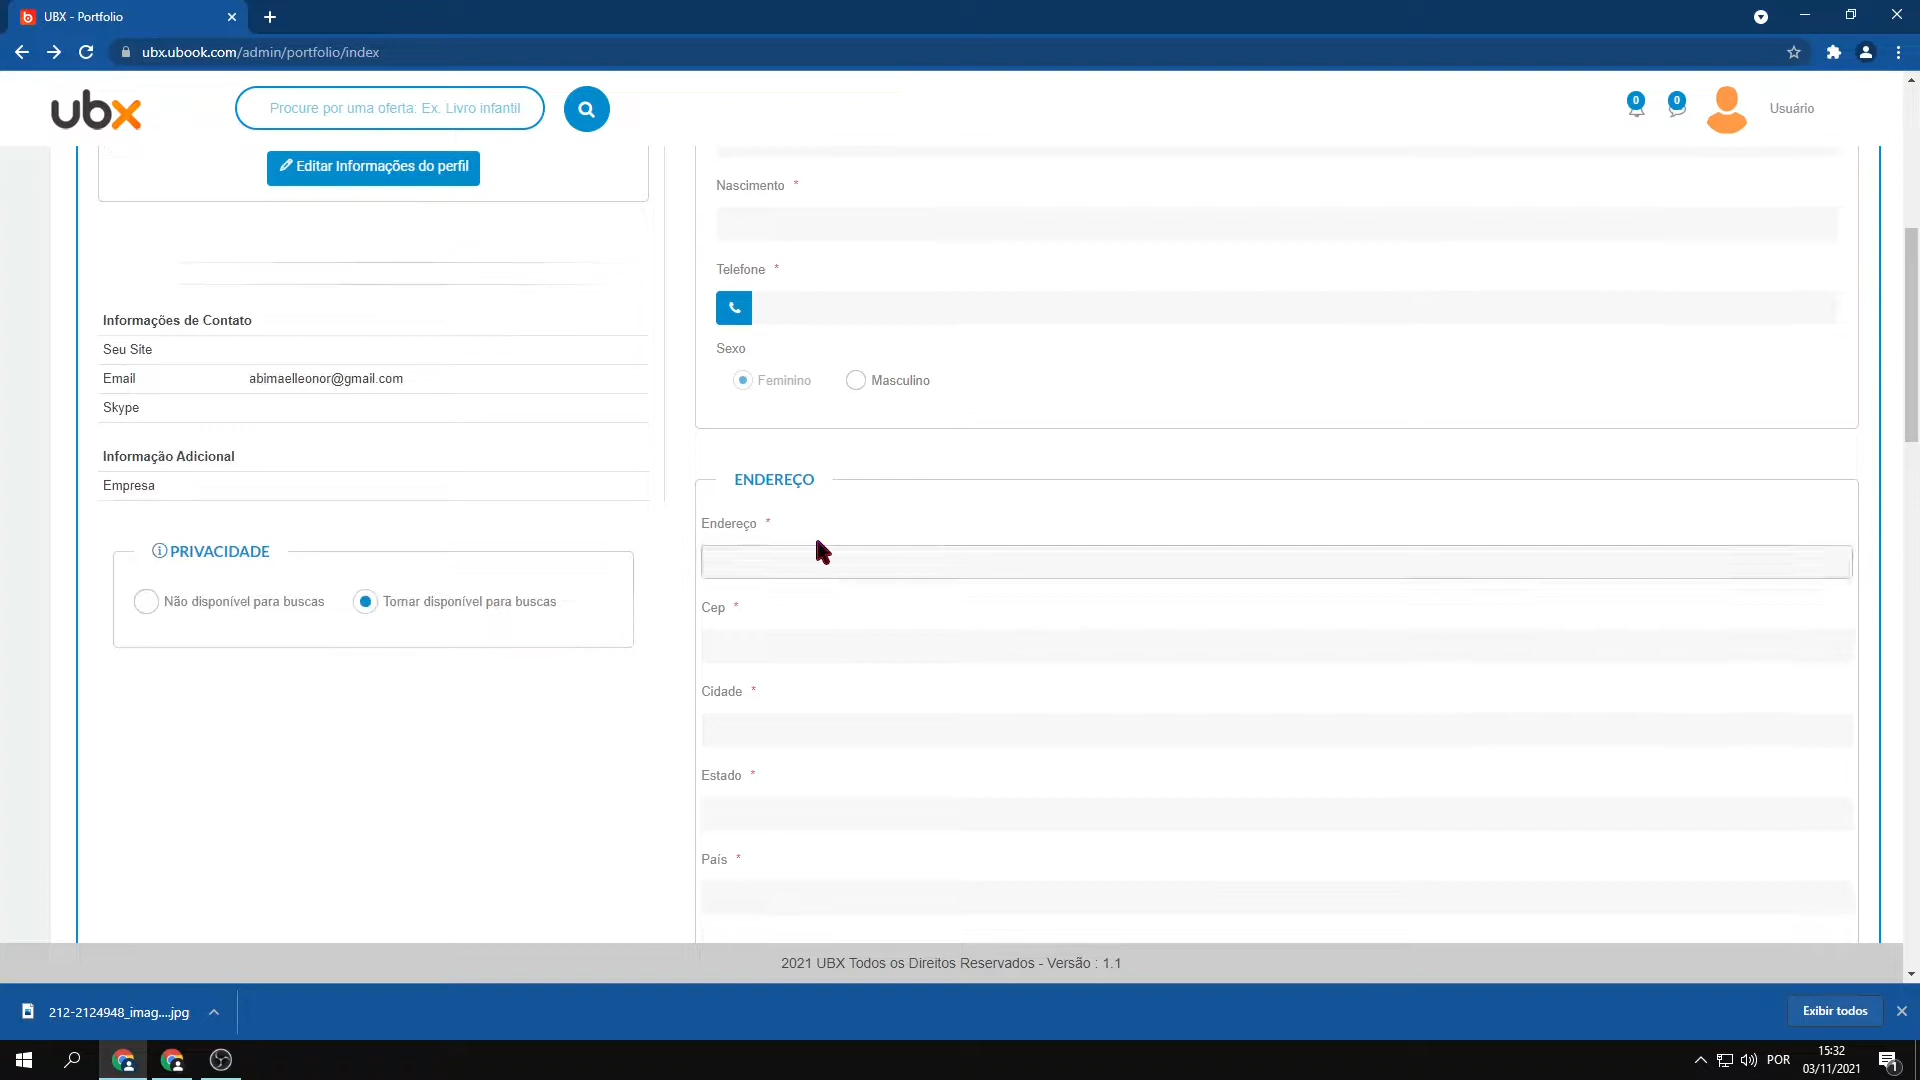 UBX - Portfolio
ubx.ubook.com/admin/portfolio/index
ubx
Procure por uma oferta: Ex. Livro infantil
0
0
Usuário
Editar Informações do perfil
Informações de Contato
Seu Site
Email abimaelleonor@gmail.com
Skype
Informação Adicional
Empresa
PRIVACIDADE
Não disponível para buscas
Tornar disponível para buscas
Nascimento *
Telefone *
Sexo
Feminino
Masculino
ENDEREÇO
Endereço *
Cep *
Cidade *
Estado *
País *
2021 UBX Todos os Direitos Reservados - Versão : 1.1
212-2124948_imag....jpg
Exibir todos
POR
15:32
03/11/2021
1